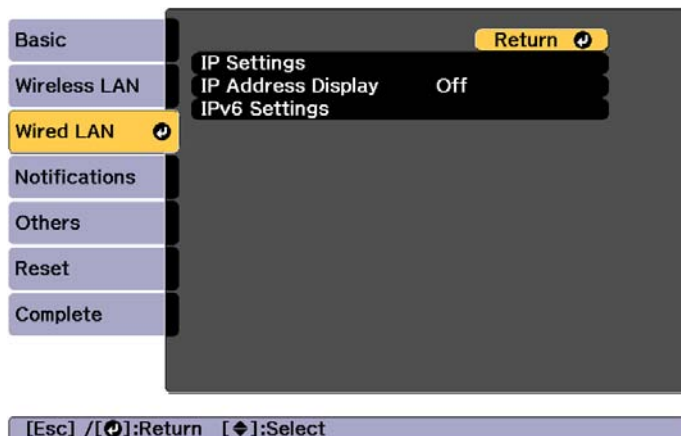 Basic
Wireless LAN
Wired LAN
Notifications
Others
Reset
Complete
Return
IP Settings
IP Address Display Off
IPv6 Settings
[Esc] /[⏎]:Return [◆]:Select